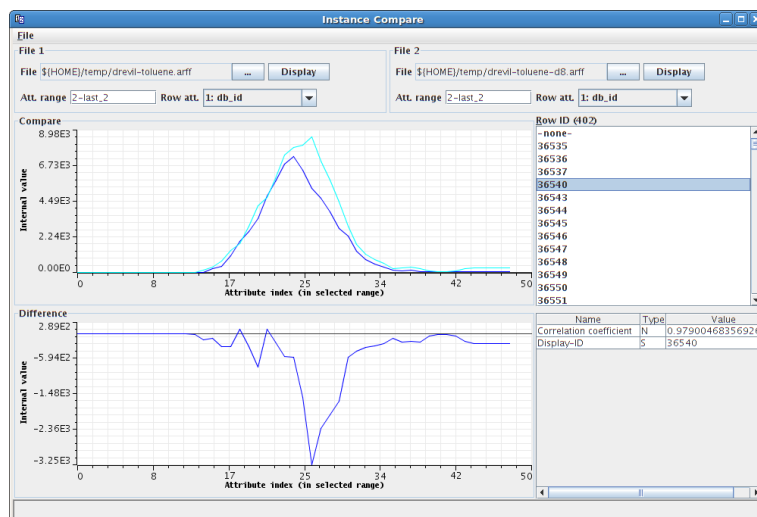 Instance Compare
File
File 1
File ${HOME}/temp/drevil-toluene.arff ... Display
Att. range 2-last_2 Row att. 1: db_id
File 2
File ${HOME}/temp/drevil-toluene-d8.arff ... Display
Att. range 2-last_2 Row att. 1: db_id
Compare
8.98E3
6.73E3
4.49E3
2.24E3
0.00E0
Internal value
0 8 17 25 34 42 50
Attribute index (in selected range)
Row ID (402)
-none-
36535
36536
36537
36540
36543
36544
36545
36546
36547
36548
36549
36550
36551
Difference
2.89E2
-5.94E2
-1.48E3
-2.36E3
-3.25E3
Internal value
0 8 17 25 34 42 50
Attribute index (in selected range)
Name Type Value
Correlation coefficient N 0.9790046835692
Display-ID S 36540